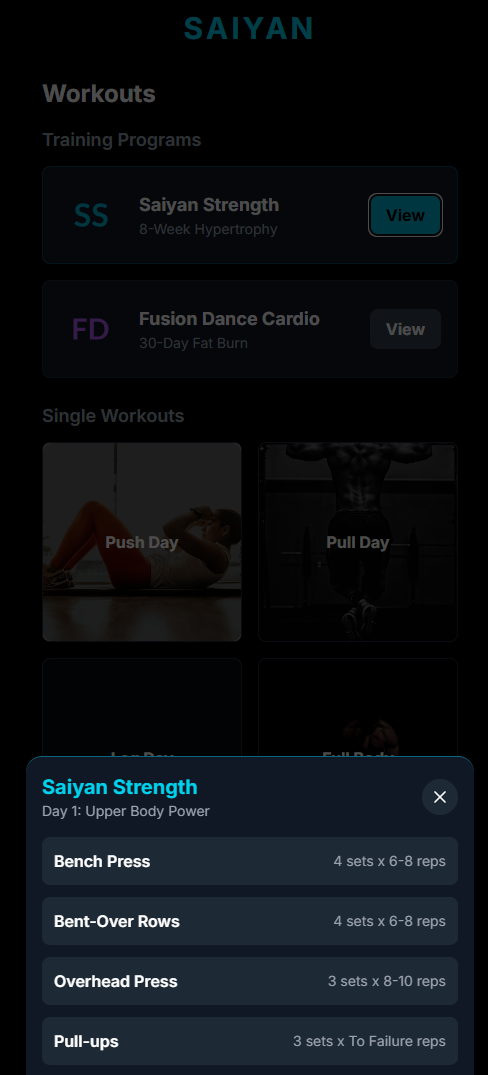 SAIYAN
Workouts
Training Programs
SS
Saiyan Strength
8-Week Hypertrophy
View
FD
Fusion Dance Cardio
30-Day Fat Burn
View
Single Workouts
Push Day
Pull Day
Leg Day
Full Body
Saiyan Strength
Day 1: Upper Body Power
Bench Press 4 sets x 6-8 reps
Bent-Over Rows 4 sets x 6-8 reps
Overhead Press 3 sets x 8-10 reps
Pull-ups 3 sets x To Failure reps